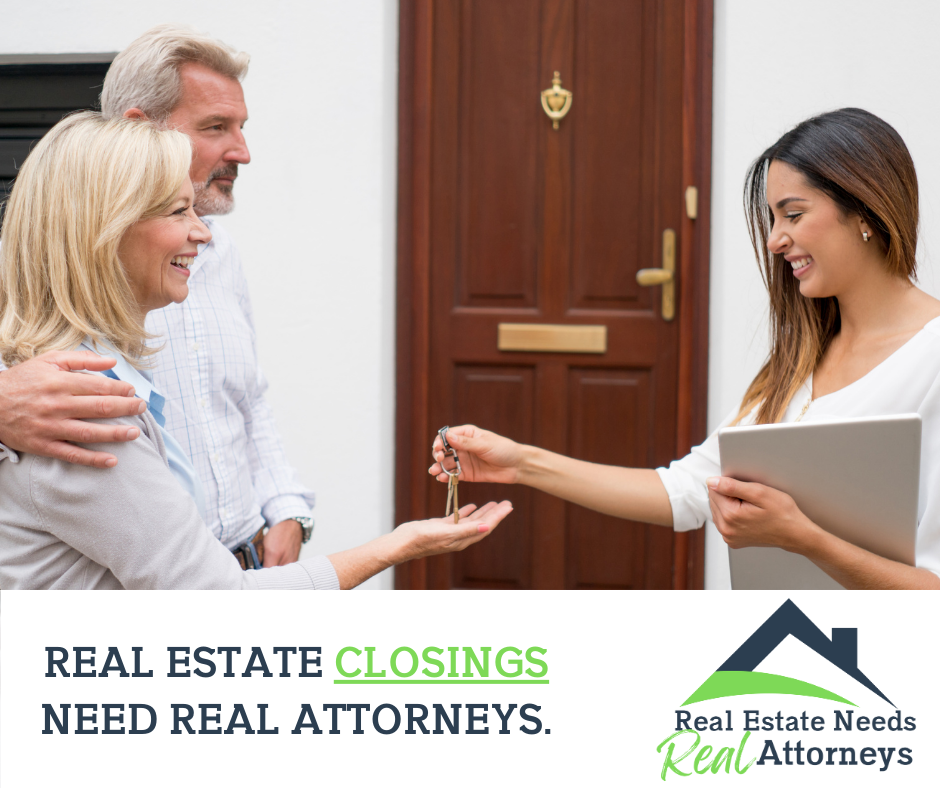 REAL ESTATE CLOSINGS
NEED REAL ATTORNEYS.
Real Estate Needs
Real Attorneys